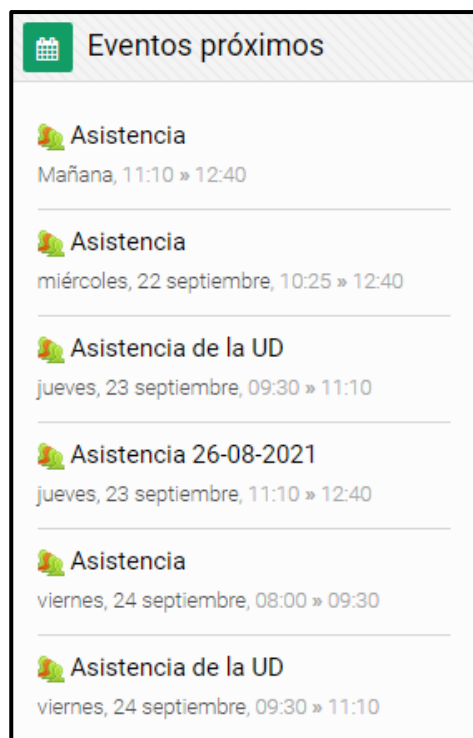 Eventos próximos
Asistencia
Mañana, 11:10 » 12:40
Asistencia
miércoles, 22 septiembre, 10:25 » 12:40
Asistencia de la UD
jueves, 23 septiembre, 09:30 » 11:10
Asistencia 26-08-2021
jueves, 23 septiembre, 11:10 » 12:40
Asistencia
viernes, 24 septiembre, 08:00 » 09:30
Asistencia de la UD
viernes, 24 septiembre, 09:30 » 11:10